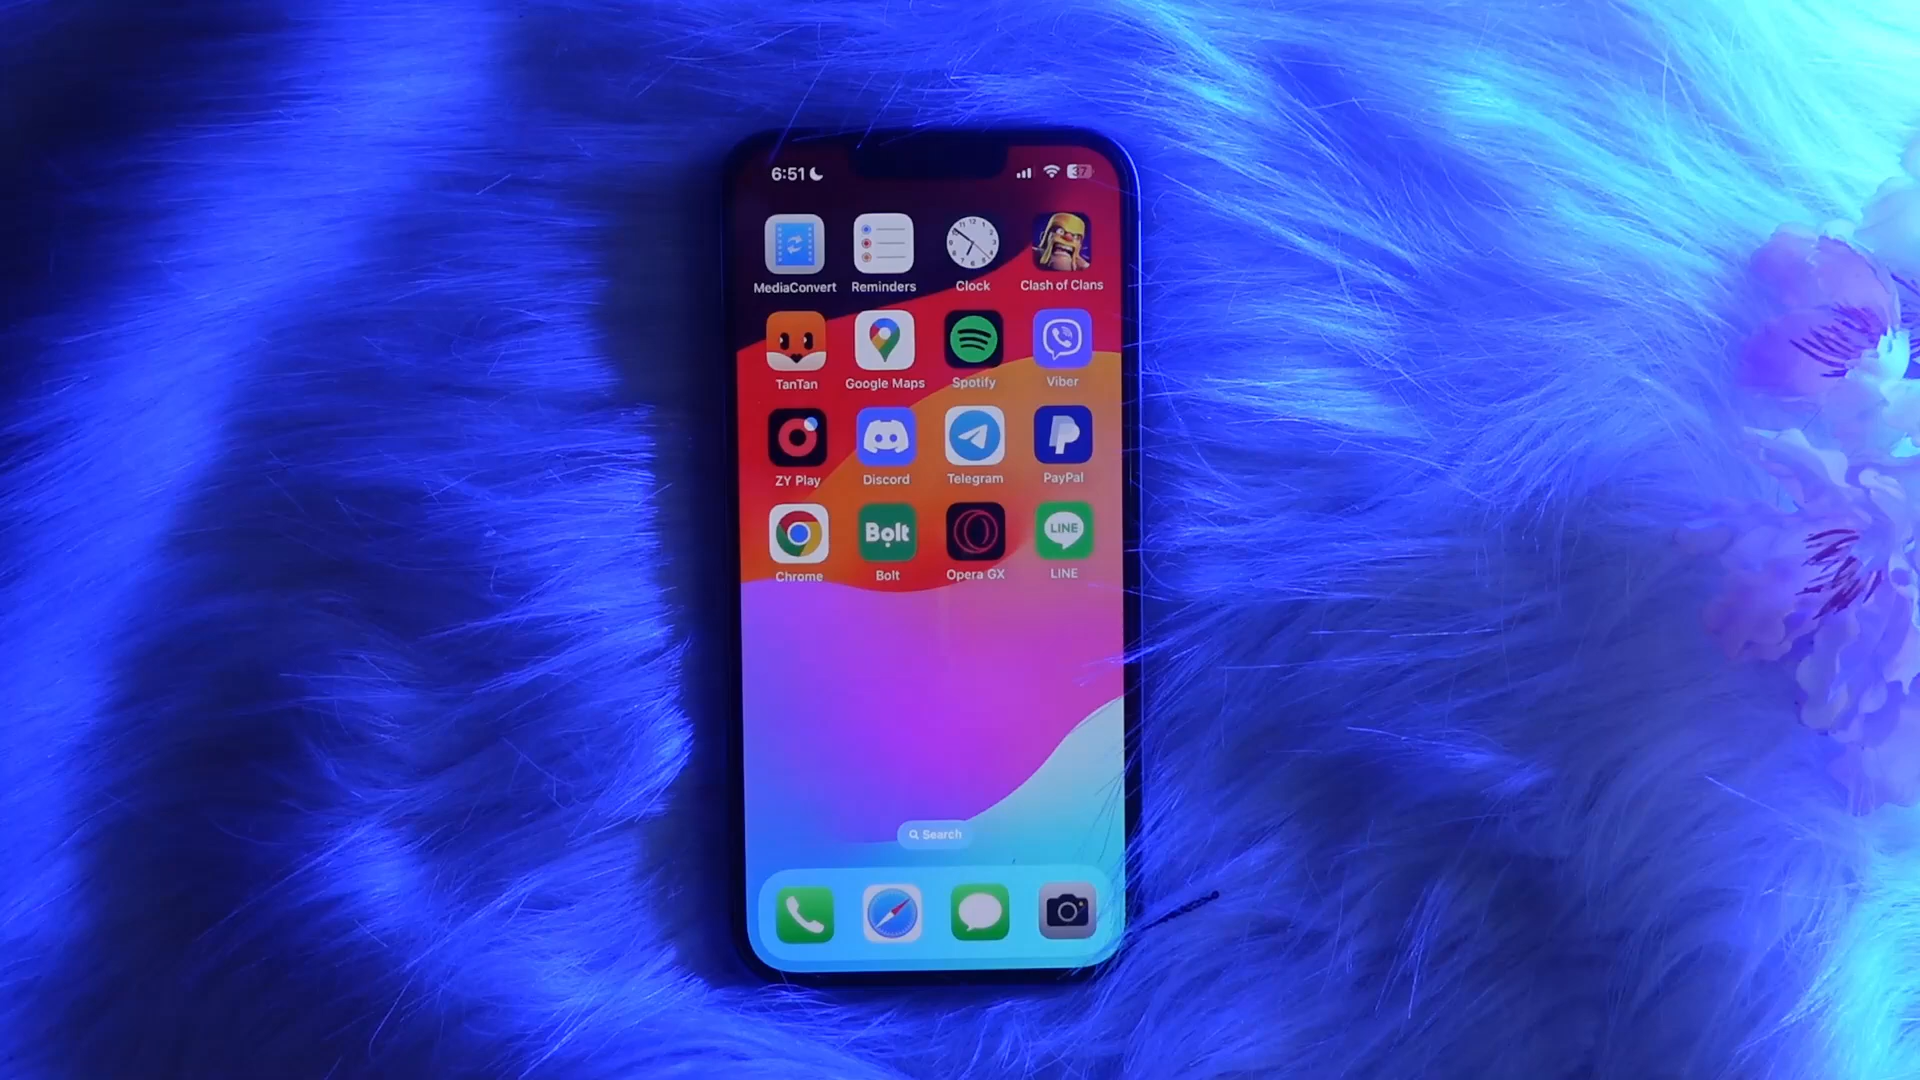 6:51
37
MediaConvert Reminders Clock Clash of Clans
TanTan Google Maps Spotify Viber
ZY Play Discord Telegram PayPal
Bolt LINE
Chrome Bolt Opera GX LINE
Search